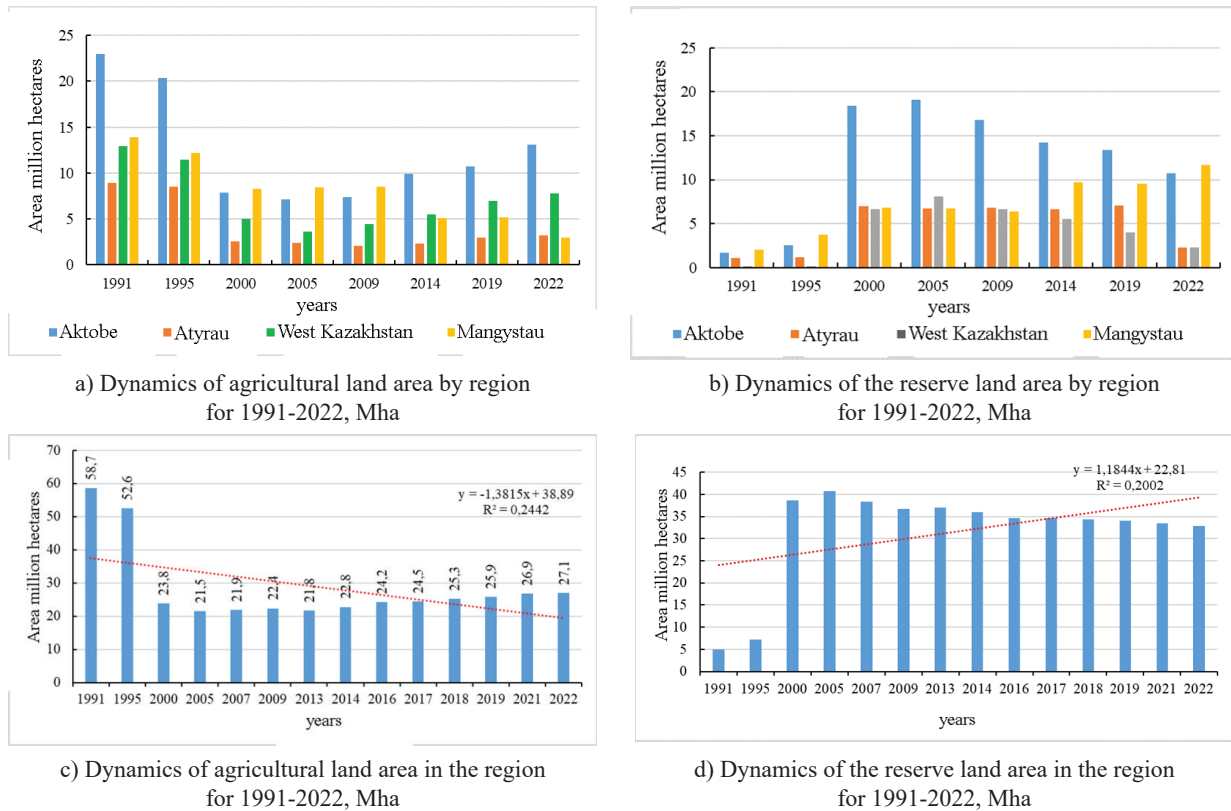 Area million hectares
25
20
15
10
5
0
1991 1995 2000 2005 2009 2014 2019 2022
years
Aktobe Atyrau West Kazakhstan Mangystau
a) Dynamics of agricultural land area by region
for 1991-2022, Mha
Area million hectares
25
20
15
10
5
0
1991 1995 2000 2005 2009 2014 2019 2022
years
Aktobe Atyrau West Kazakhstan Mangystau
b) Dynamics of the reserve land area by region
for 1991-2022, Mha
Area million hectares
70
60
50
40
30
20
10
0
58,7 52,6 23,8 21,5 21,9 22,4 21,8 22,8 24,2 24,5 25,3 25,9 26,9 27,1
y = -1,3815x + 38,89
R² = 0,2442
1991 1995 2000 2005 2007 2009 2013 2014 2016 2017 2018 2019 2021 2022
years
c) Dynamics of agricultural land area in the region
for 1991-2022, Mha
Area million hectares
45
40
35
30
25
20
15
10
5
0
y = 1,1844x + 22,81
R² = 0,2002
1991 1995 2000 2005 2007 2009 2013 2014 2016 2017 2018 2019 2021 2022
years
d) Dynamics of the reserve land area in the region
for 1991-2022, Mha